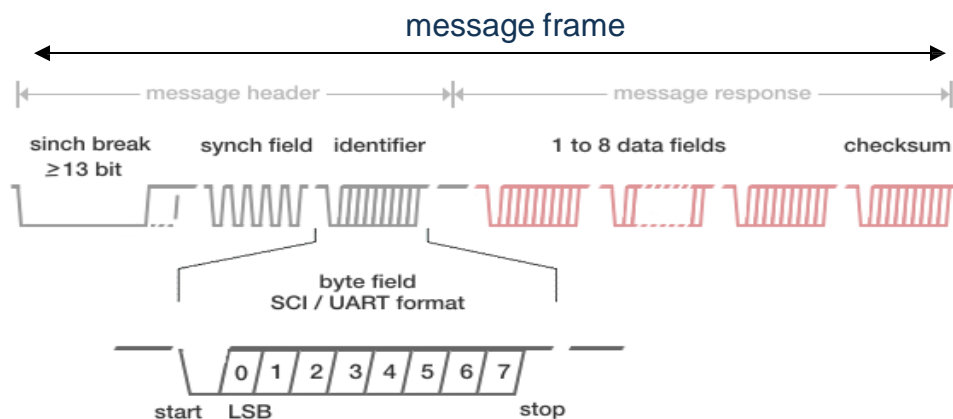 message frame
message header
message response
sinch break
≥13 bit
synch field
identifier
1 to 8 data fields
checksum
byte field
SCI / UART format
0 1 2 3 4 5 6 7
start LSB stop